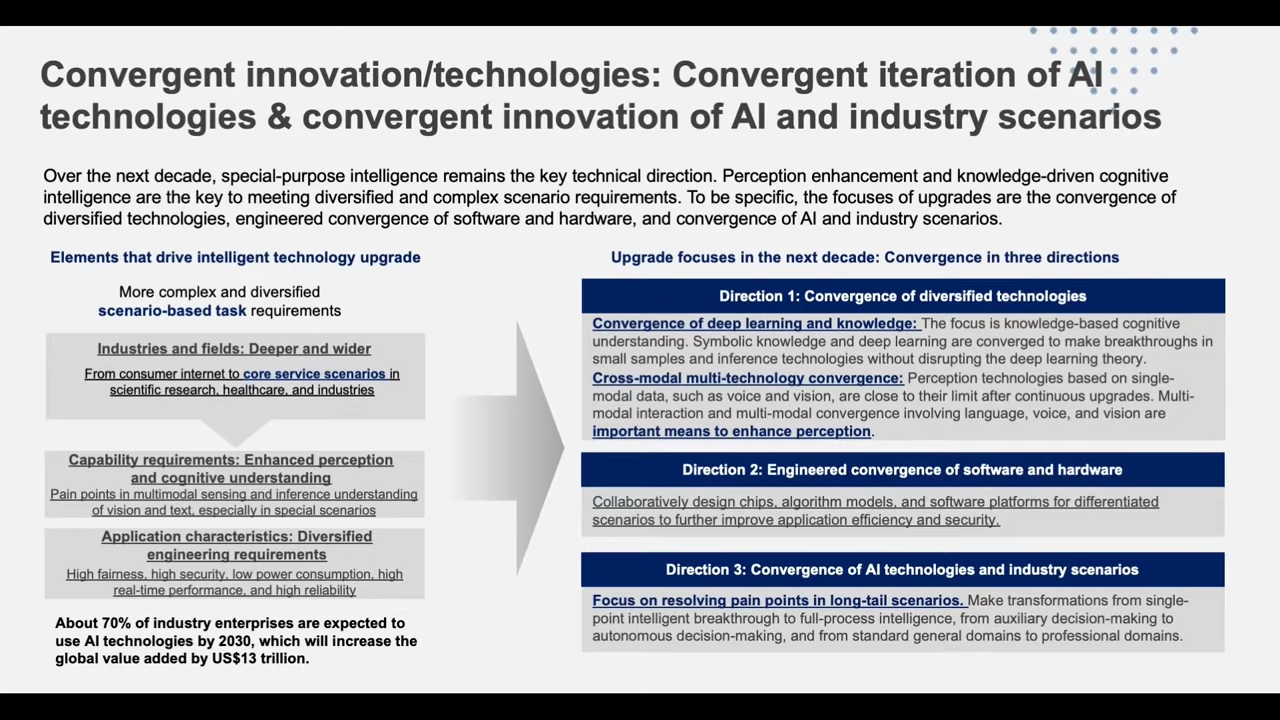 Convergent innovation/technologies: Convergent iteration of AI
technologies & convergent innovation of AI and industry scenarios
Over the next decade, special-purpose intelligence remains the key technical direction. Perception enhancement and knowledge-driven cognitive
intelligence are the key to meeting diversified and complex scenario requirements. To be specific, the focuses of upgrades are the convergence of
diversified technologies, engineered convergence of software and hardware, and convergence of AI and industry scenarios.
Elements that drive intelligent technology upgrade
More complex and diversified
scenario-based task requirements
Industries and fields: Deeper and wider
From consumer internet to core service scenarios in
scientific research, healthcare, and industries
Capability requirements: Enhanced perception
and cognitive understanding
Pain points in multimodal sensing and inference understanding
of vision and text, especially in special scenarios
Application characteristics: Diversified
engineering requirements
High fairness, high security, low power consumption, high
real-time performance, and high reliability
About 70% of industry enterprises are expected to
use AI technologies by 2030, which will increase the
global value added by US$13 trillion.
Upgrade focuses in the next decade: Convergence in three directions
Direction 1: Convergence of diversified technologies
Convergence of deep learning and knowledge: The focus is knowledge-based cognitive
understanding. Symbolic knowledge and deep learning are converged to make breakthroughs in
small samples and inference technologies without disrupting the deep learning theory.
Cross-modal multi-technology convergence: Perception technologies based on single-
modal data, such as voice and vision, are close to their limit after continuous upgrades. Multi-
modal interaction and multi-modal convergence involving language, voice, and vision are
important means to enhance perception.
Direction 2: Engineered convergence of software and hardware
Collaboratively design chips, algorithm models, and software platforms for differentiated
scenarios to further improve application efficiency and security.
Direction 3: Convergence of AI technologies and industry scenarios
Focus on resolving pain points in long-tail scenarios. Make transformations from single-
point intelligent breakthrough to full-process intelligence, from auxiliary decision-making to
autonomous decision-making, and from standard general domains to professional domains.